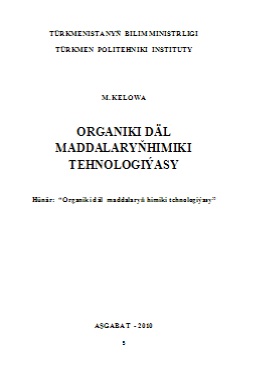 TÜRKMENISTANYŇ BILIM MINISTRLIGI
TÜRKMEN POLITEHNIKI INSTITUTY
M. KELOWA
ORGANIKI DÄL
MADDALARYŇHIMIKI
TEHNOLOGIÝASY
Hünär: “Organiki däl maddalaryň himiki tehnologiýasy”
AŞGABAT - 2010